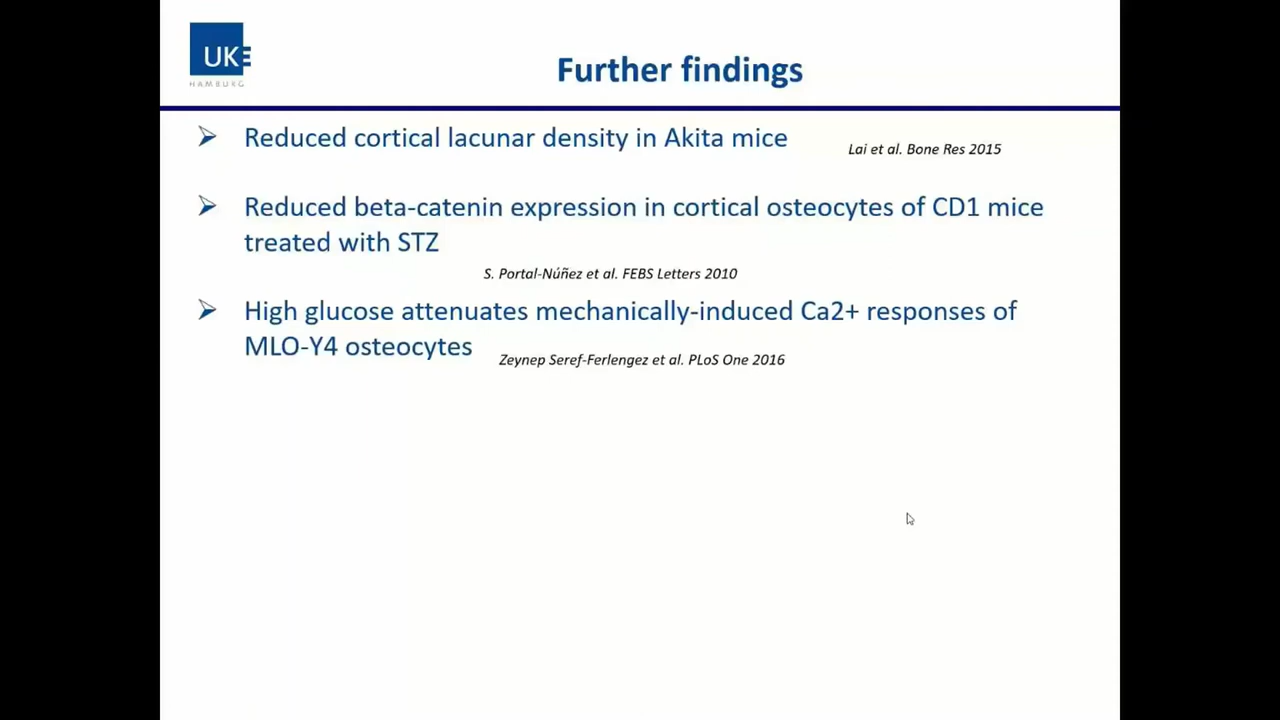 UKE
HAMBURG
Further findings
Reduced cortical lacunar density in Akita mice
Lai et al. Bone Res 2015
Reduced beta-catenin expression in cortical osteocytes of CD1 mice
treated with STZ
S. Portal-Núñez et al. FEBS Letters 2010
High glucose attenuates mechanically-induced Ca2+ responses of
MLO-Y4 osteocytes
Zeynep Seref-Ferlengez et al. PLoS One 2016